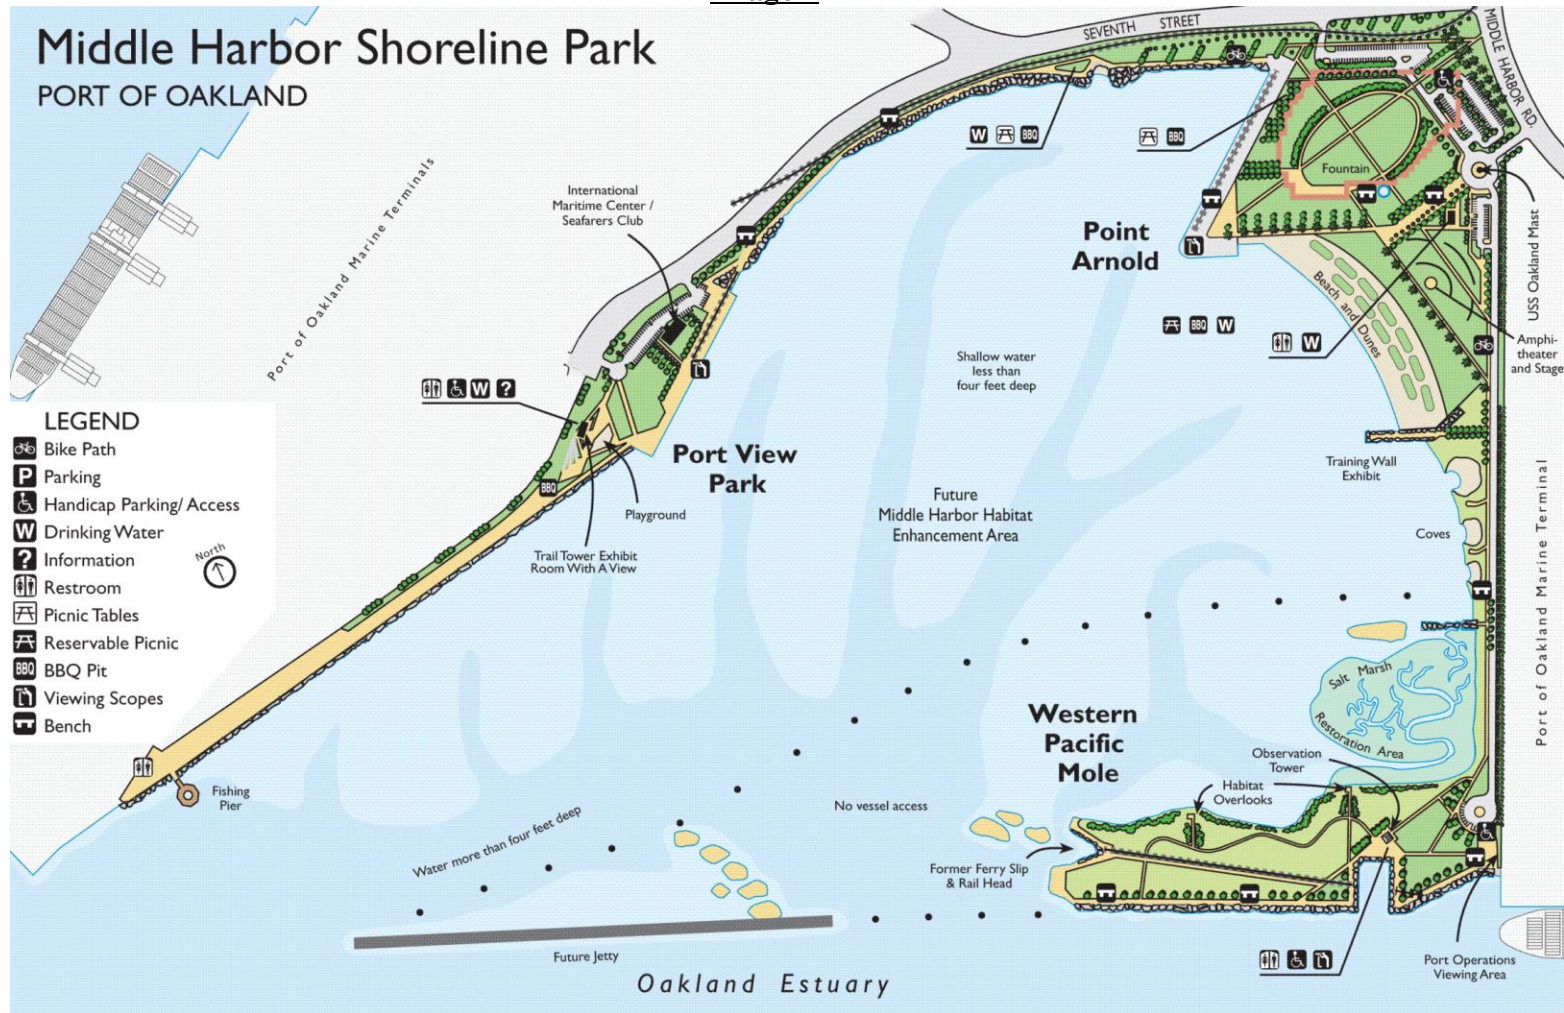 Middle Harbor Shoreline Park
PORT OF OAKLAND
SEVENTH STREET
MIDDLE HARBOR RD.
Port of Oakland Marine Terminals
International
Maritime Center /
Seafarers Club
W
BBQ
BBQ
Fountain
Point
Arnold
USS Oakland Mast
Beach and Dunes
BBQ
W
W
Amphi-
theater
and Stage
Shallow water
less than
four feet deep
W
?
LEGEND
Bike Path
P
Parking
Handicap Parking/ Access
W
Drinking Water
?
Information
Restroom
Picnic Tables
Reservable Picnic
BBQ
BBQ Pit
Viewing Scopes
Bench
North
Port View
Park
BBQ
Playground
Trail Tower Exhibit
Room With A View
Training Wall
Exhibit
Future
Middle Harbor Habitat
Enhancement Area
Coves
Port of Oakland Marine Terminal
Salt Marsh
Restoration Area
Western
Pacific
Mole
Observation
Tower
Habitat
Overlooks
Fishing
Pier
No vessel access
Water more than four feet deep
Former Ferry Slip
& Rail Head
Future Jetty
Port Operations
Viewing Area
Oakland Estuary